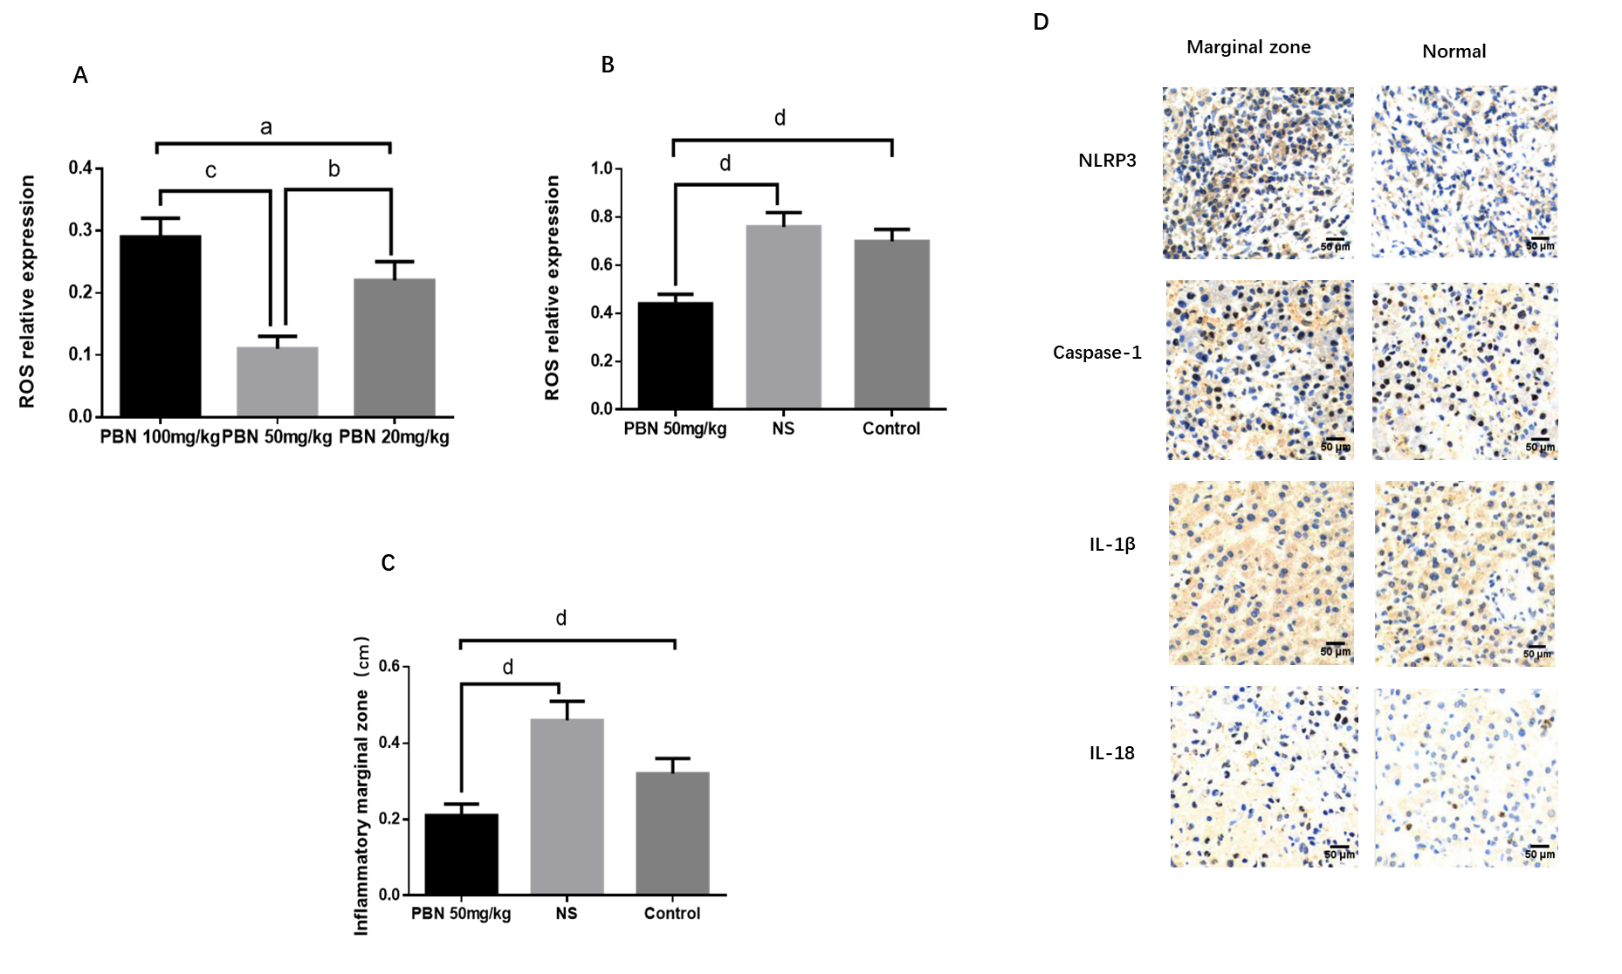 A
a
c
b
0.4
0.3
0.2
0.1
0.0
ROS relative expression
PBN 100mg/kg PBN 50mg/kg PBN 20mg/kg
B
d
d
1.0
0.8
0.6
0.4
0.2
0.0
ROS relative expression
PBN 50mg/kg NS Control
C
d
d
0.6
0.4
0.2
0.0
Inflammatory marginal zone (cm)
PBN 50mg/kg NS Control
D
Marginal zone Normal
NLRP3
50 μm 50 μm
Caspase-1
50 μm 50 μm
IL-1β
50 μm 50 μm
IL-18
50 μm 50 μm